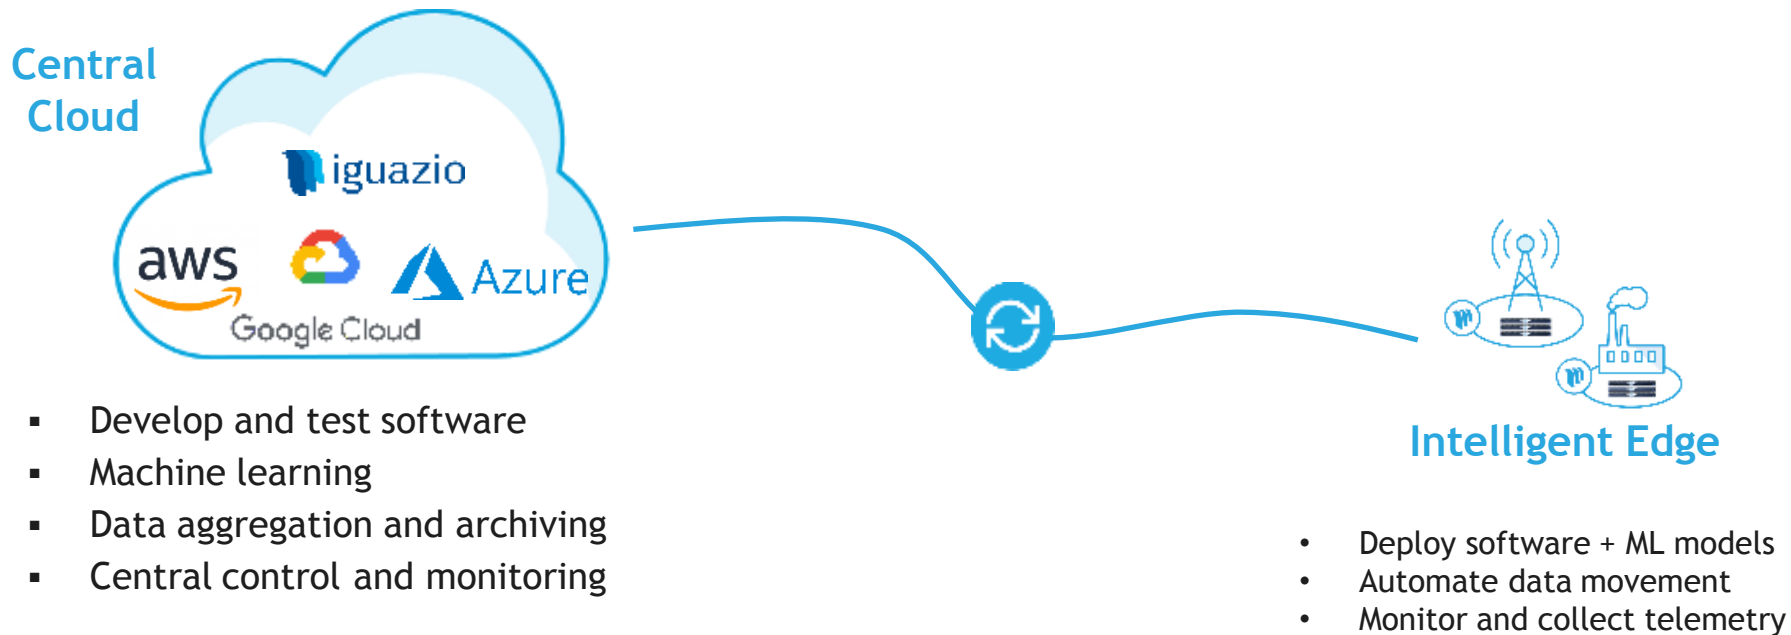 Central
Cloud
iguazio
aws
Azure
Google Cloud
▪ Develop and test software
▪ Machine learning
▪ Data aggregation and archiving
▪ Central control and monitoring
Intelligent Edge
• Deploy software + ML models
• Automate data movement
• Monitor and collect telemetry